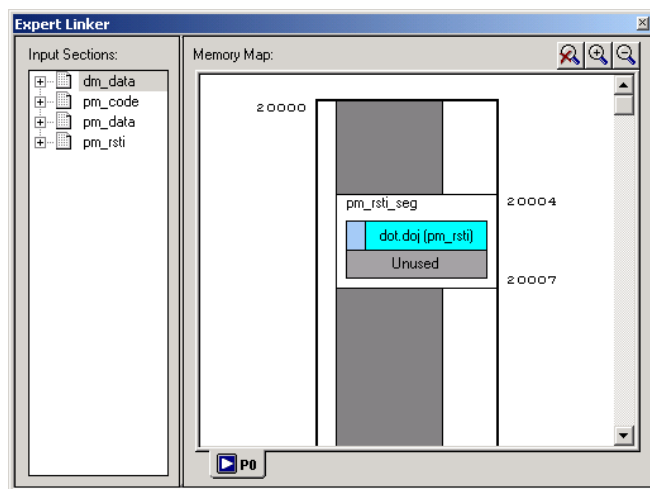 Expert Linker
Input Sections:
dm_data
pm_code
pm_data
pm_rsti
Memory Map:
20000
pm_rsti_seg
20004
dot.doj (pm_rsti)
Unused
20007
P0